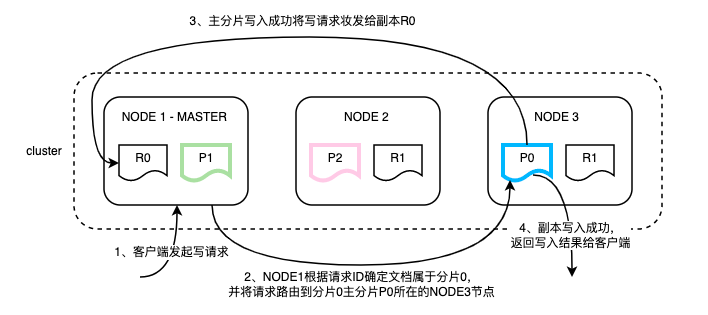 3、主分片写入成功将写请求妆发给副本R0
cluster
NODE 1 - MASTER
NODE 2
NODE 3
R0
P1
P2
R1
P0
R1
1、客户端发起写请求
4、副本写入成功，
返回写入结果给客户端
2、NODE1根据请求ID确定文档属于分片0，
并将请求路由到分片0主分片P0所在的NODE3节点